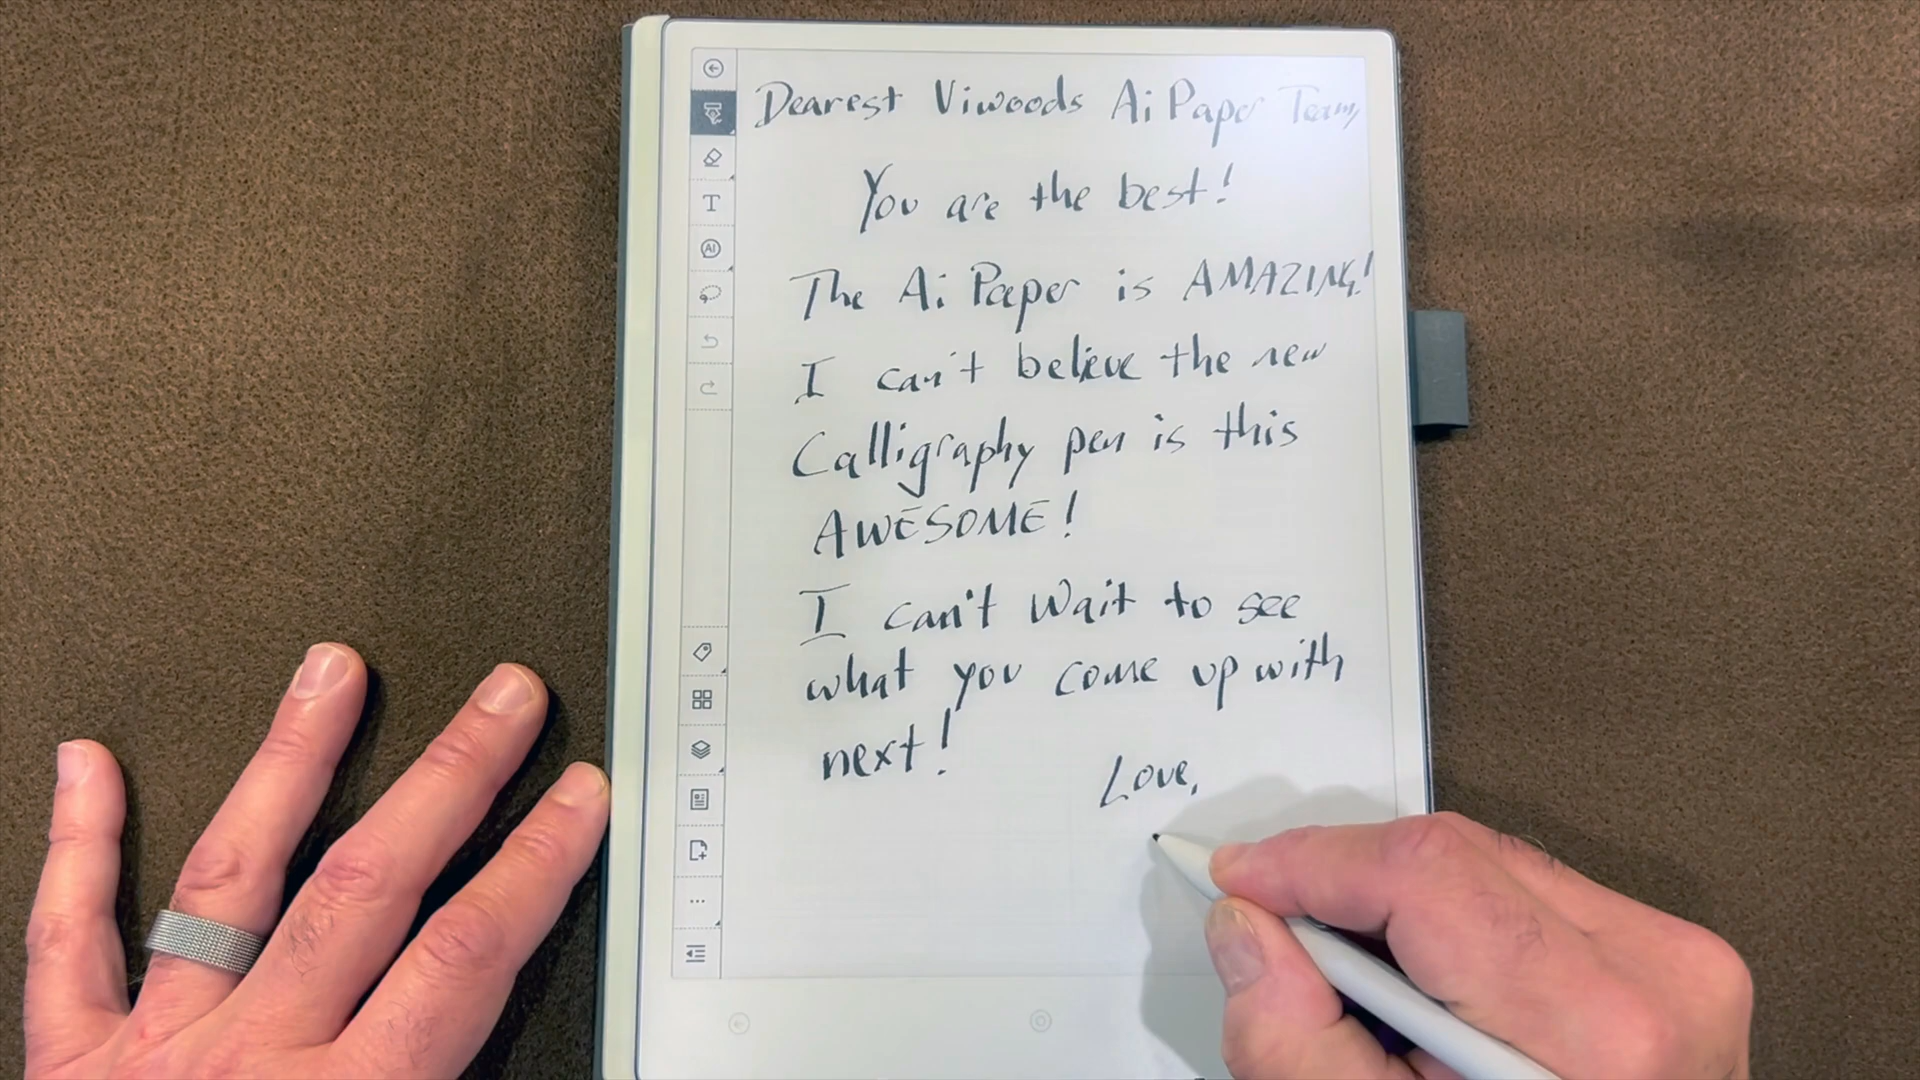 Dearest Viwoods Ai Paper Team,
You are the best!
The Ai Paper is AMAZING!
I can't believe the new
Calligraphy pen is this
AWESOME!
I can't wait to see
what you come up with
next!
Love,
T
AI